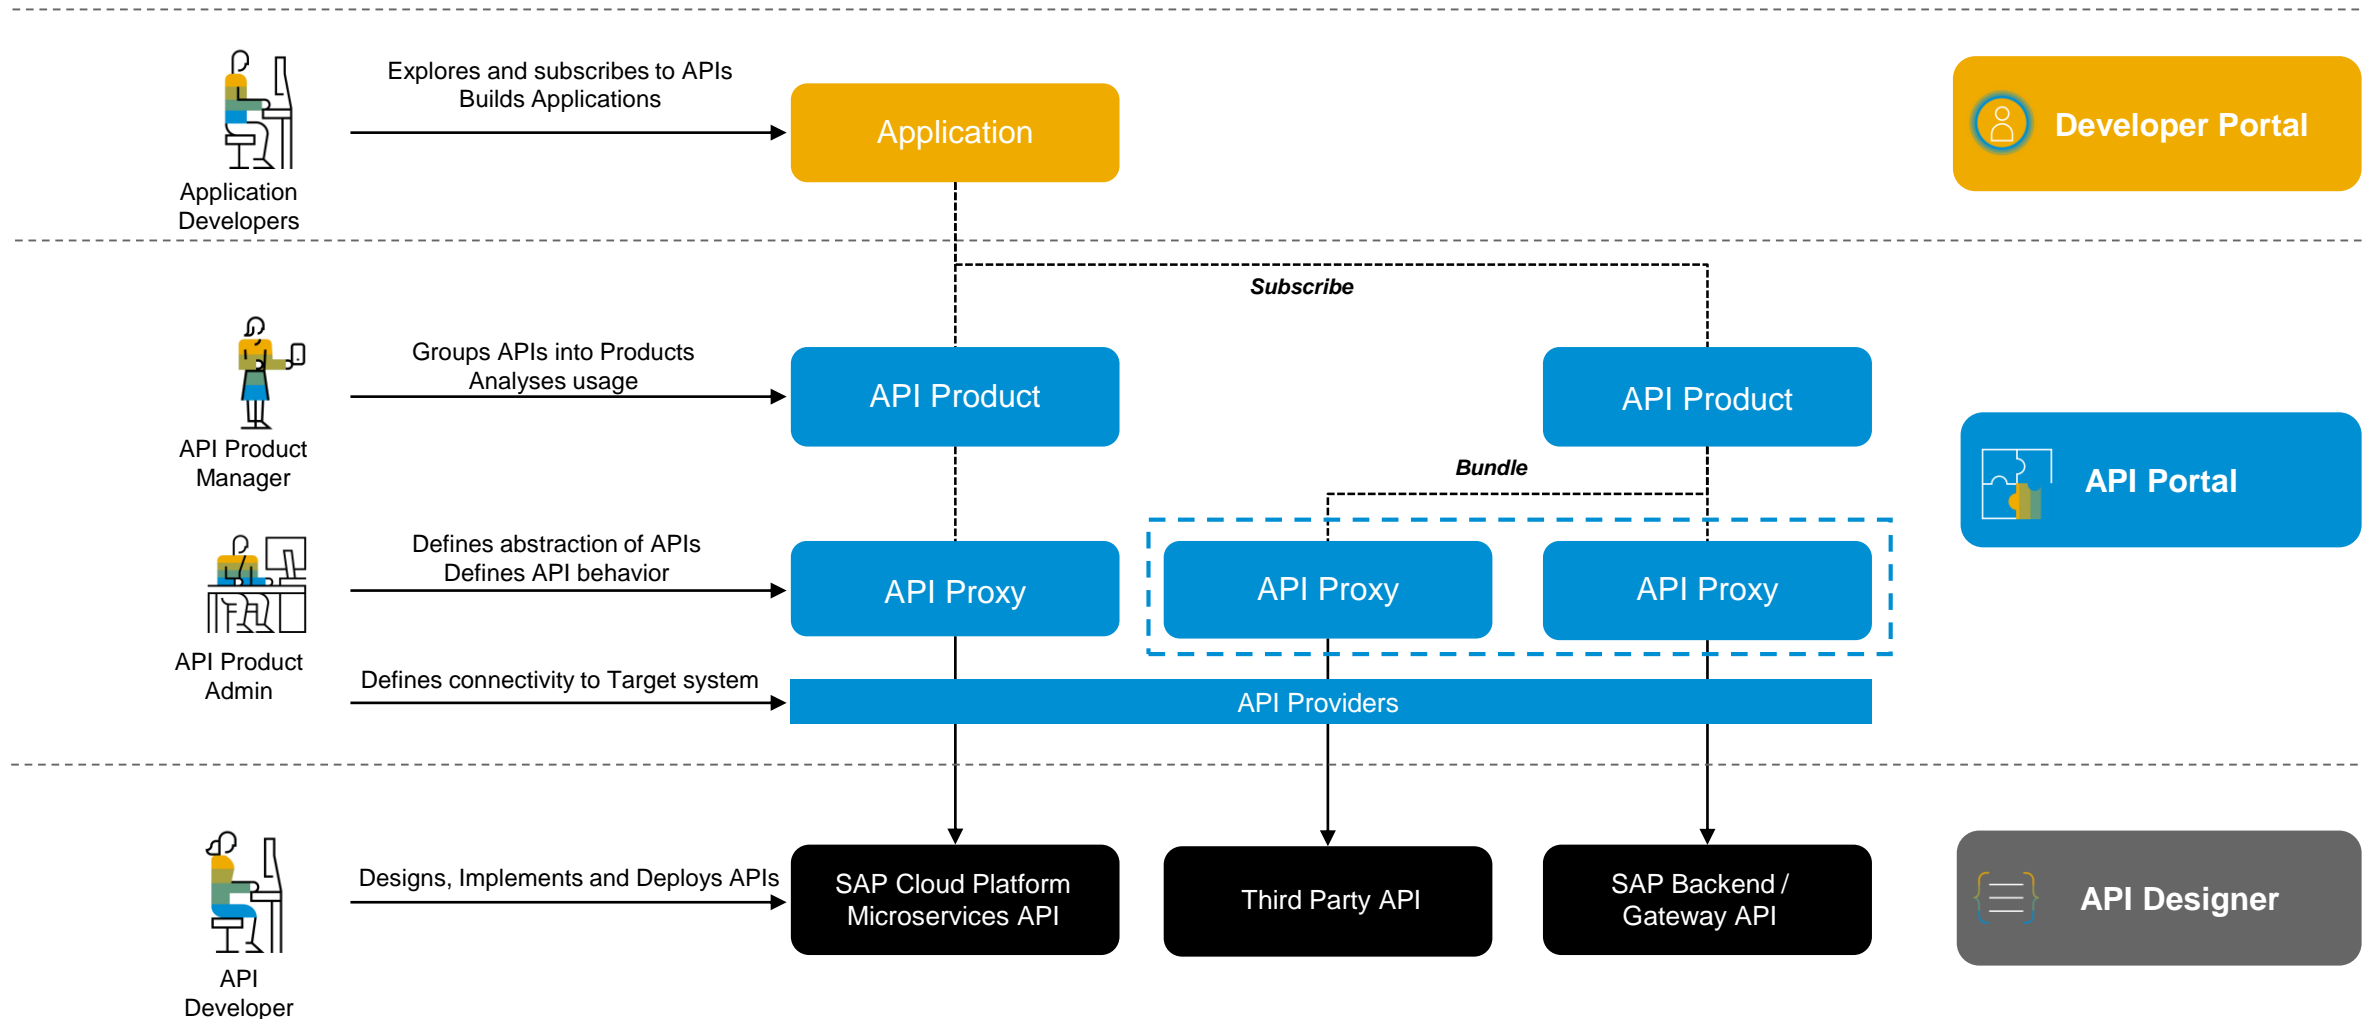 Explores and subscribes to APIs
Builds Applications
Application
Developer Portal
Application
Developers
Subscribe
Groups APIs into Products
Analyses usage
API Product
API Product
API Product
Manager
Bundle
API Portal
Defines abstraction of APIs
Defines API behavior
API Proxy
API Proxy
API Proxy
API Product
Admin
Defines connectivity to Target system
API Providers
Designs, Implements and Deploys APIs
SAP Cloud Platform
Microservices API
Third Party API
SAP Backend /
Gateway API
API Designer
API
Developer